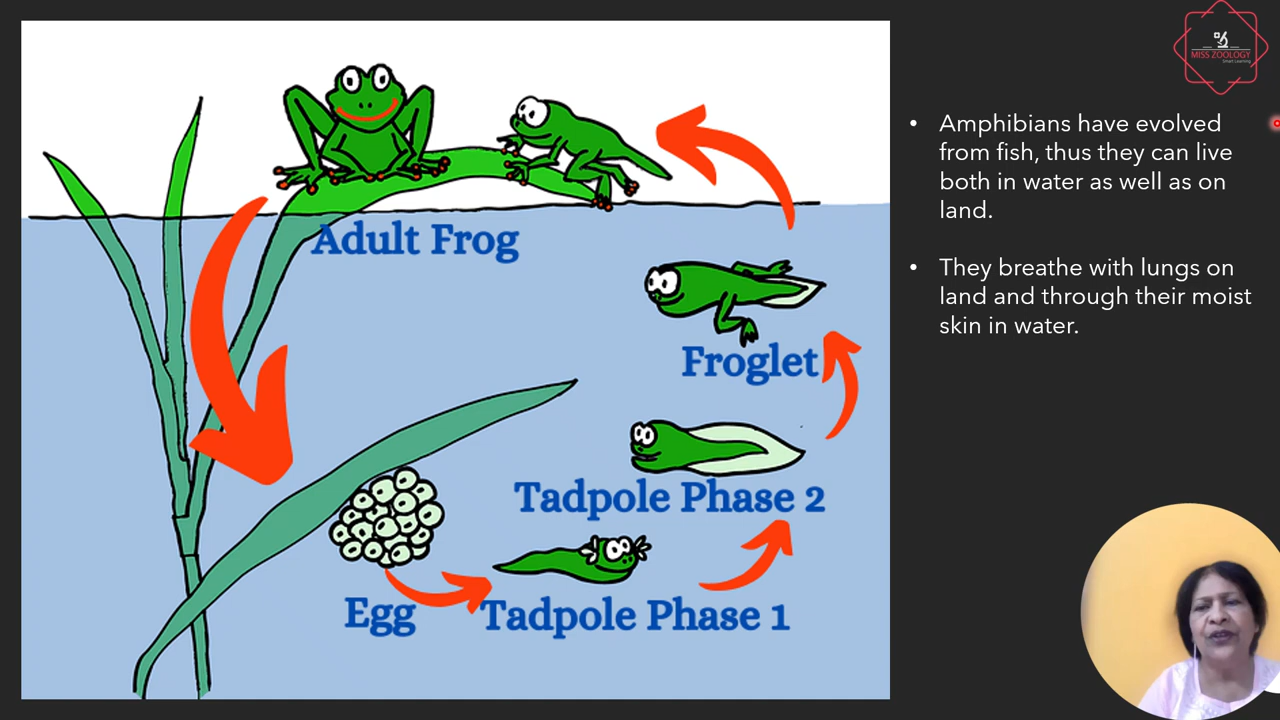 MISS ZOOLOGY
Smart Learning
• Amphibians have evolved
from fish, thus they can live
both in water as well as on
land.
• They breathe with lungs on
land and through their moist
skin in water.
Adult Frog
Froglet
Tadpole Phase 2
Egg
Tadpole Phase 1